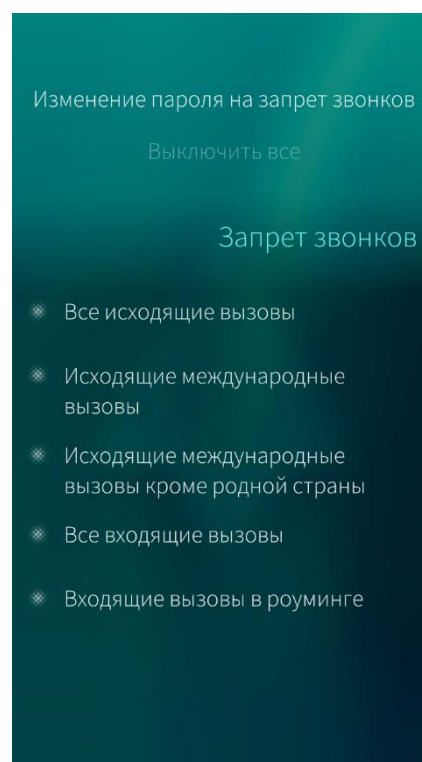 Изменение пароля на запрет звонков
Выключить все
Запрет звонков
Все исходящие вызовы
Исходящие международные
вызовы
Исходящие международные
вызовы кроме родной страны
Все входящие вызовы
Входящие вызовы в роуминге